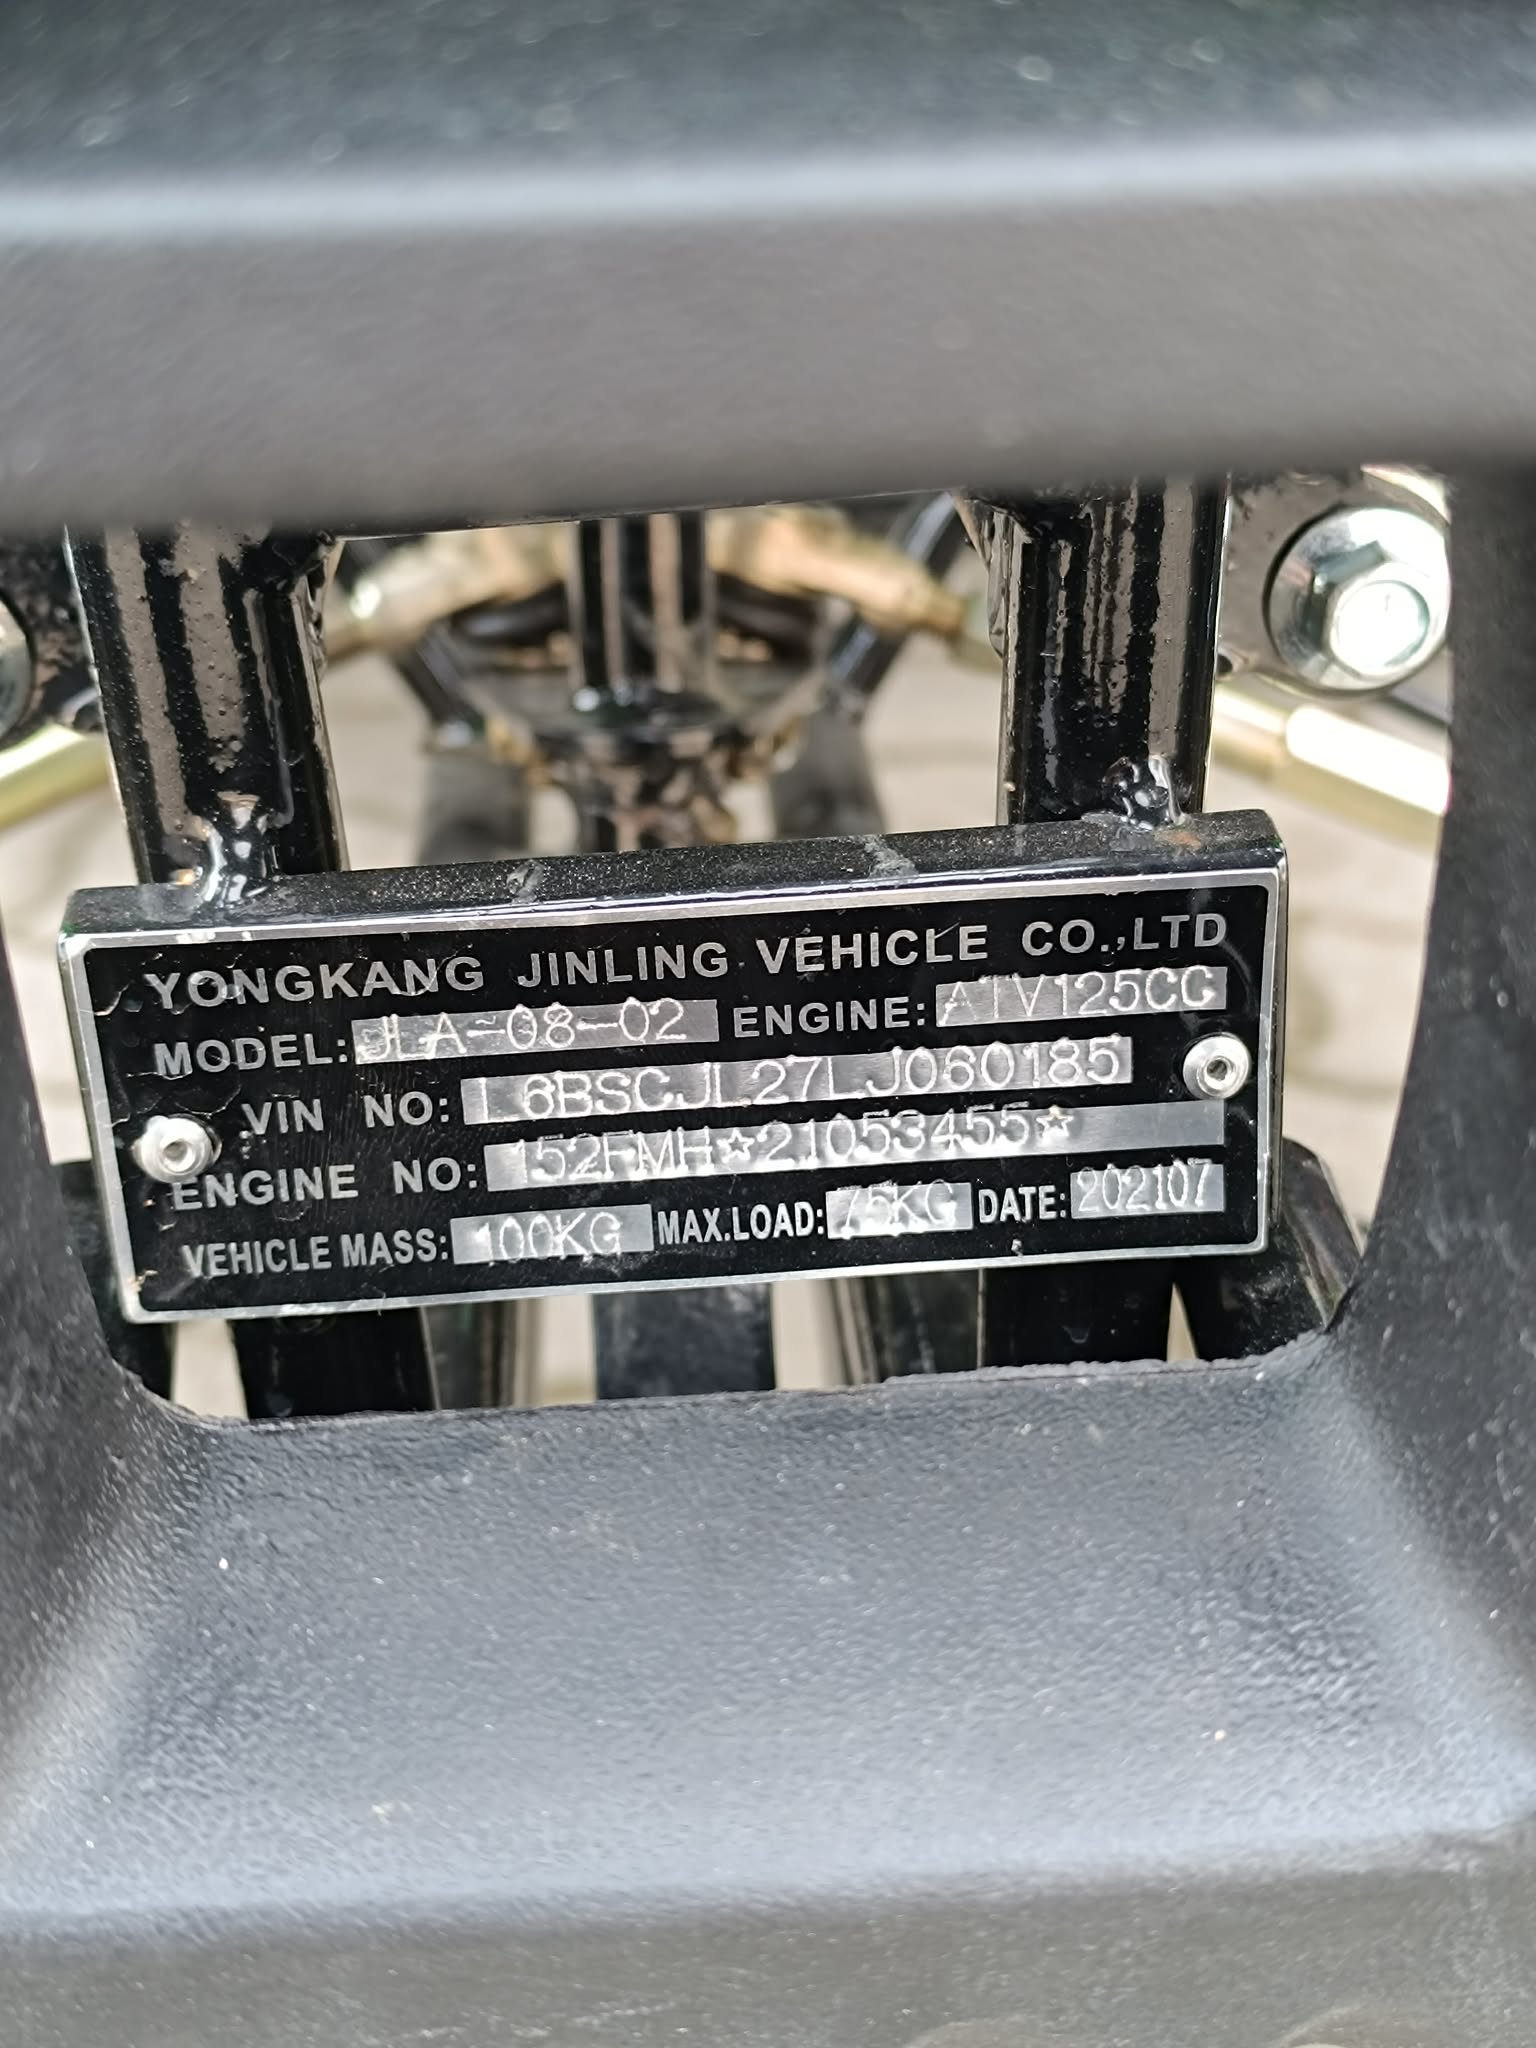 YONGKANG JINLING VEHICLE CO.,LTD
MODEL: JLA-08-02 ENGINE: ATV125CC
VIN NO: L6BSCJL27LJ060185
ENGINE NO: 152FMH☆21053455☆
VEHICLE MASS: 100KG MAX.LOAD: 75KG DATE: 202107